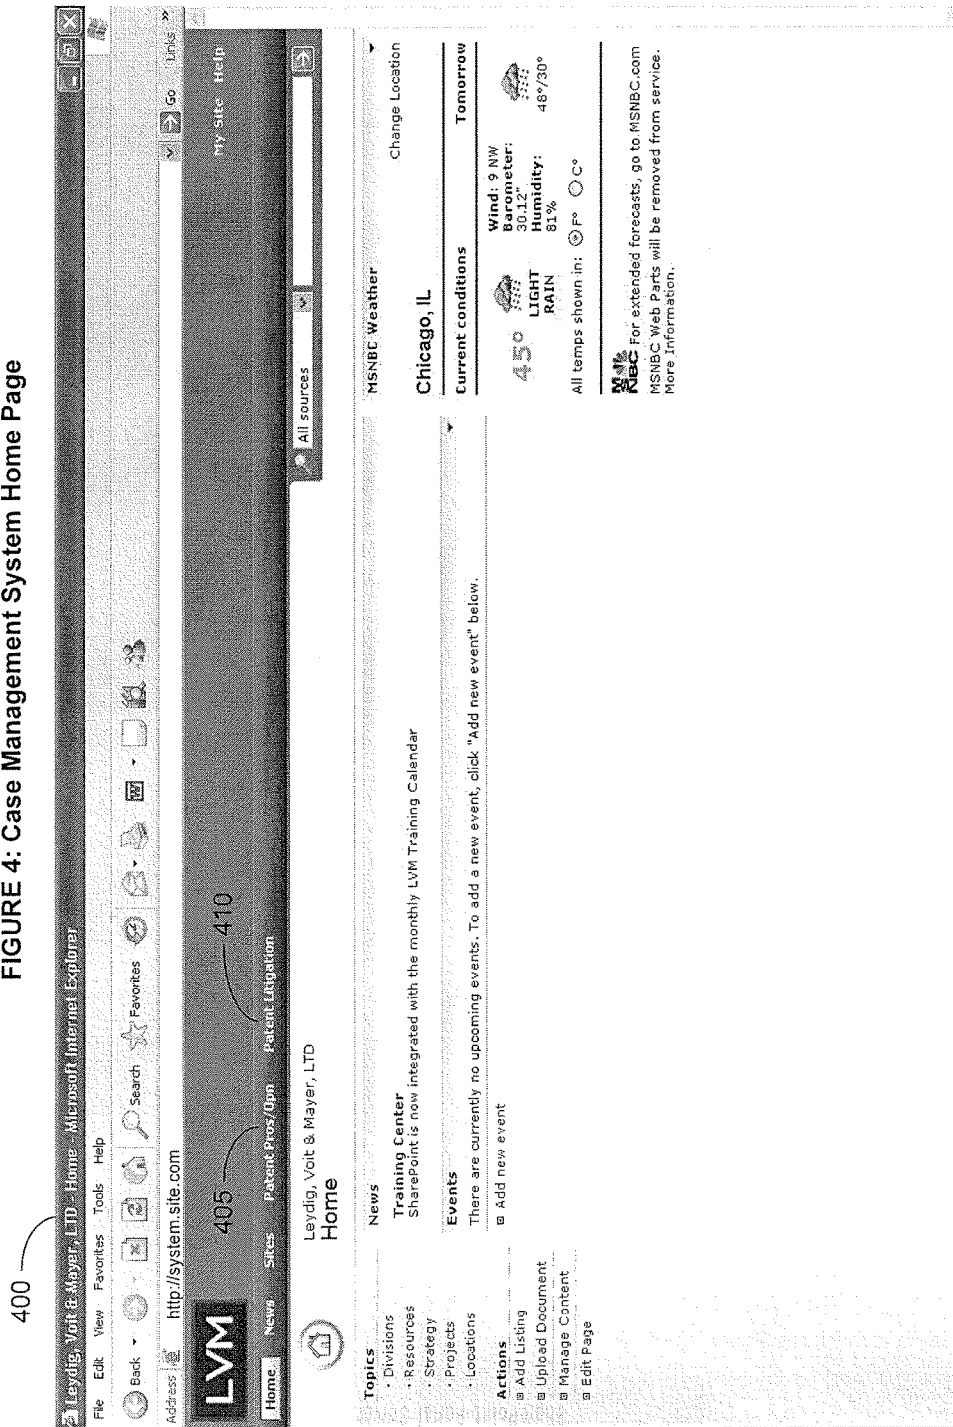 FIGURE 4: Case Management System Home Page
400
Leydig, Voit & Mayer, LTD - Home - Microsoft Internet Explorer
File Edit View Favorites Tools Help
Back Search Favorites
Address http://system.site.com Go Links »
LVM
405
410
My Site Help
Home News Sites Patent Pros/Opn Patent Litigation
All sources
Leydig, Voit & Mayer, LTD
Home
Topics
· Divisions
· Resources
· Strategy
· Projects
· Locations
Actions
Add Listing
Upload Document
Manage Content
Edit Page
News
Training Center
SharePoint is now integrated with the monthly LVM Training Calendar
Events
There are currently no upcoming events. To add a new event, click "Add new event" below.
Add new event
MSNBC Weather
Change Location
Chicago, IL
Current conditions Tomorrow
45°
LIGHT
RAIN
Wind: 9 NW
Barometer:
30.12"
Humidity:
81%
48°/30°
All temps shown in: F° C°
MSNBC For extended forecasts, go to MSNBC.com
MSNBC Web Parts will be removed from service.
More Information.